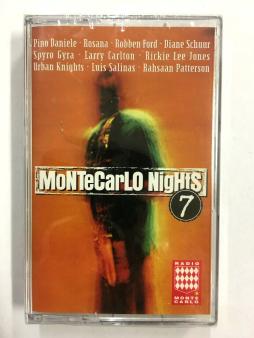 Pino Daniele · Rosana · Robben Ford · Diane Schuur
Spyro Gyra · Larry Carlton · Rickie Lee Jones
Urban Knights · Luis Salinas · Rahsaan Patterson
MoNTeCarLO NigHtS
7
RADIO
MONTE
CARLO